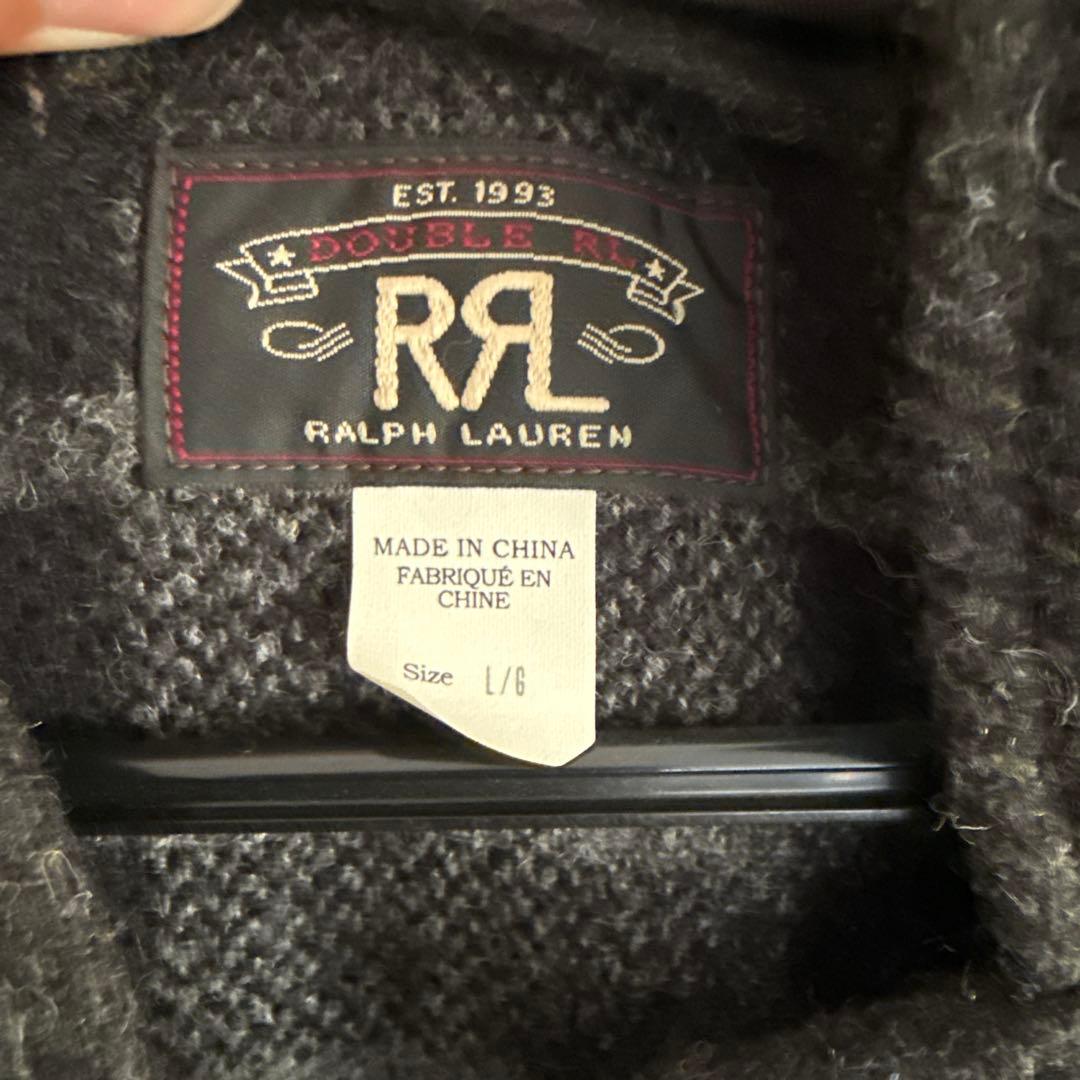 EST. 1993
DOUBLE RL
RRL
RALPH LAUREN
MADE IN CHINA
FABRIQUÉ EN
CHINE
Size L/G